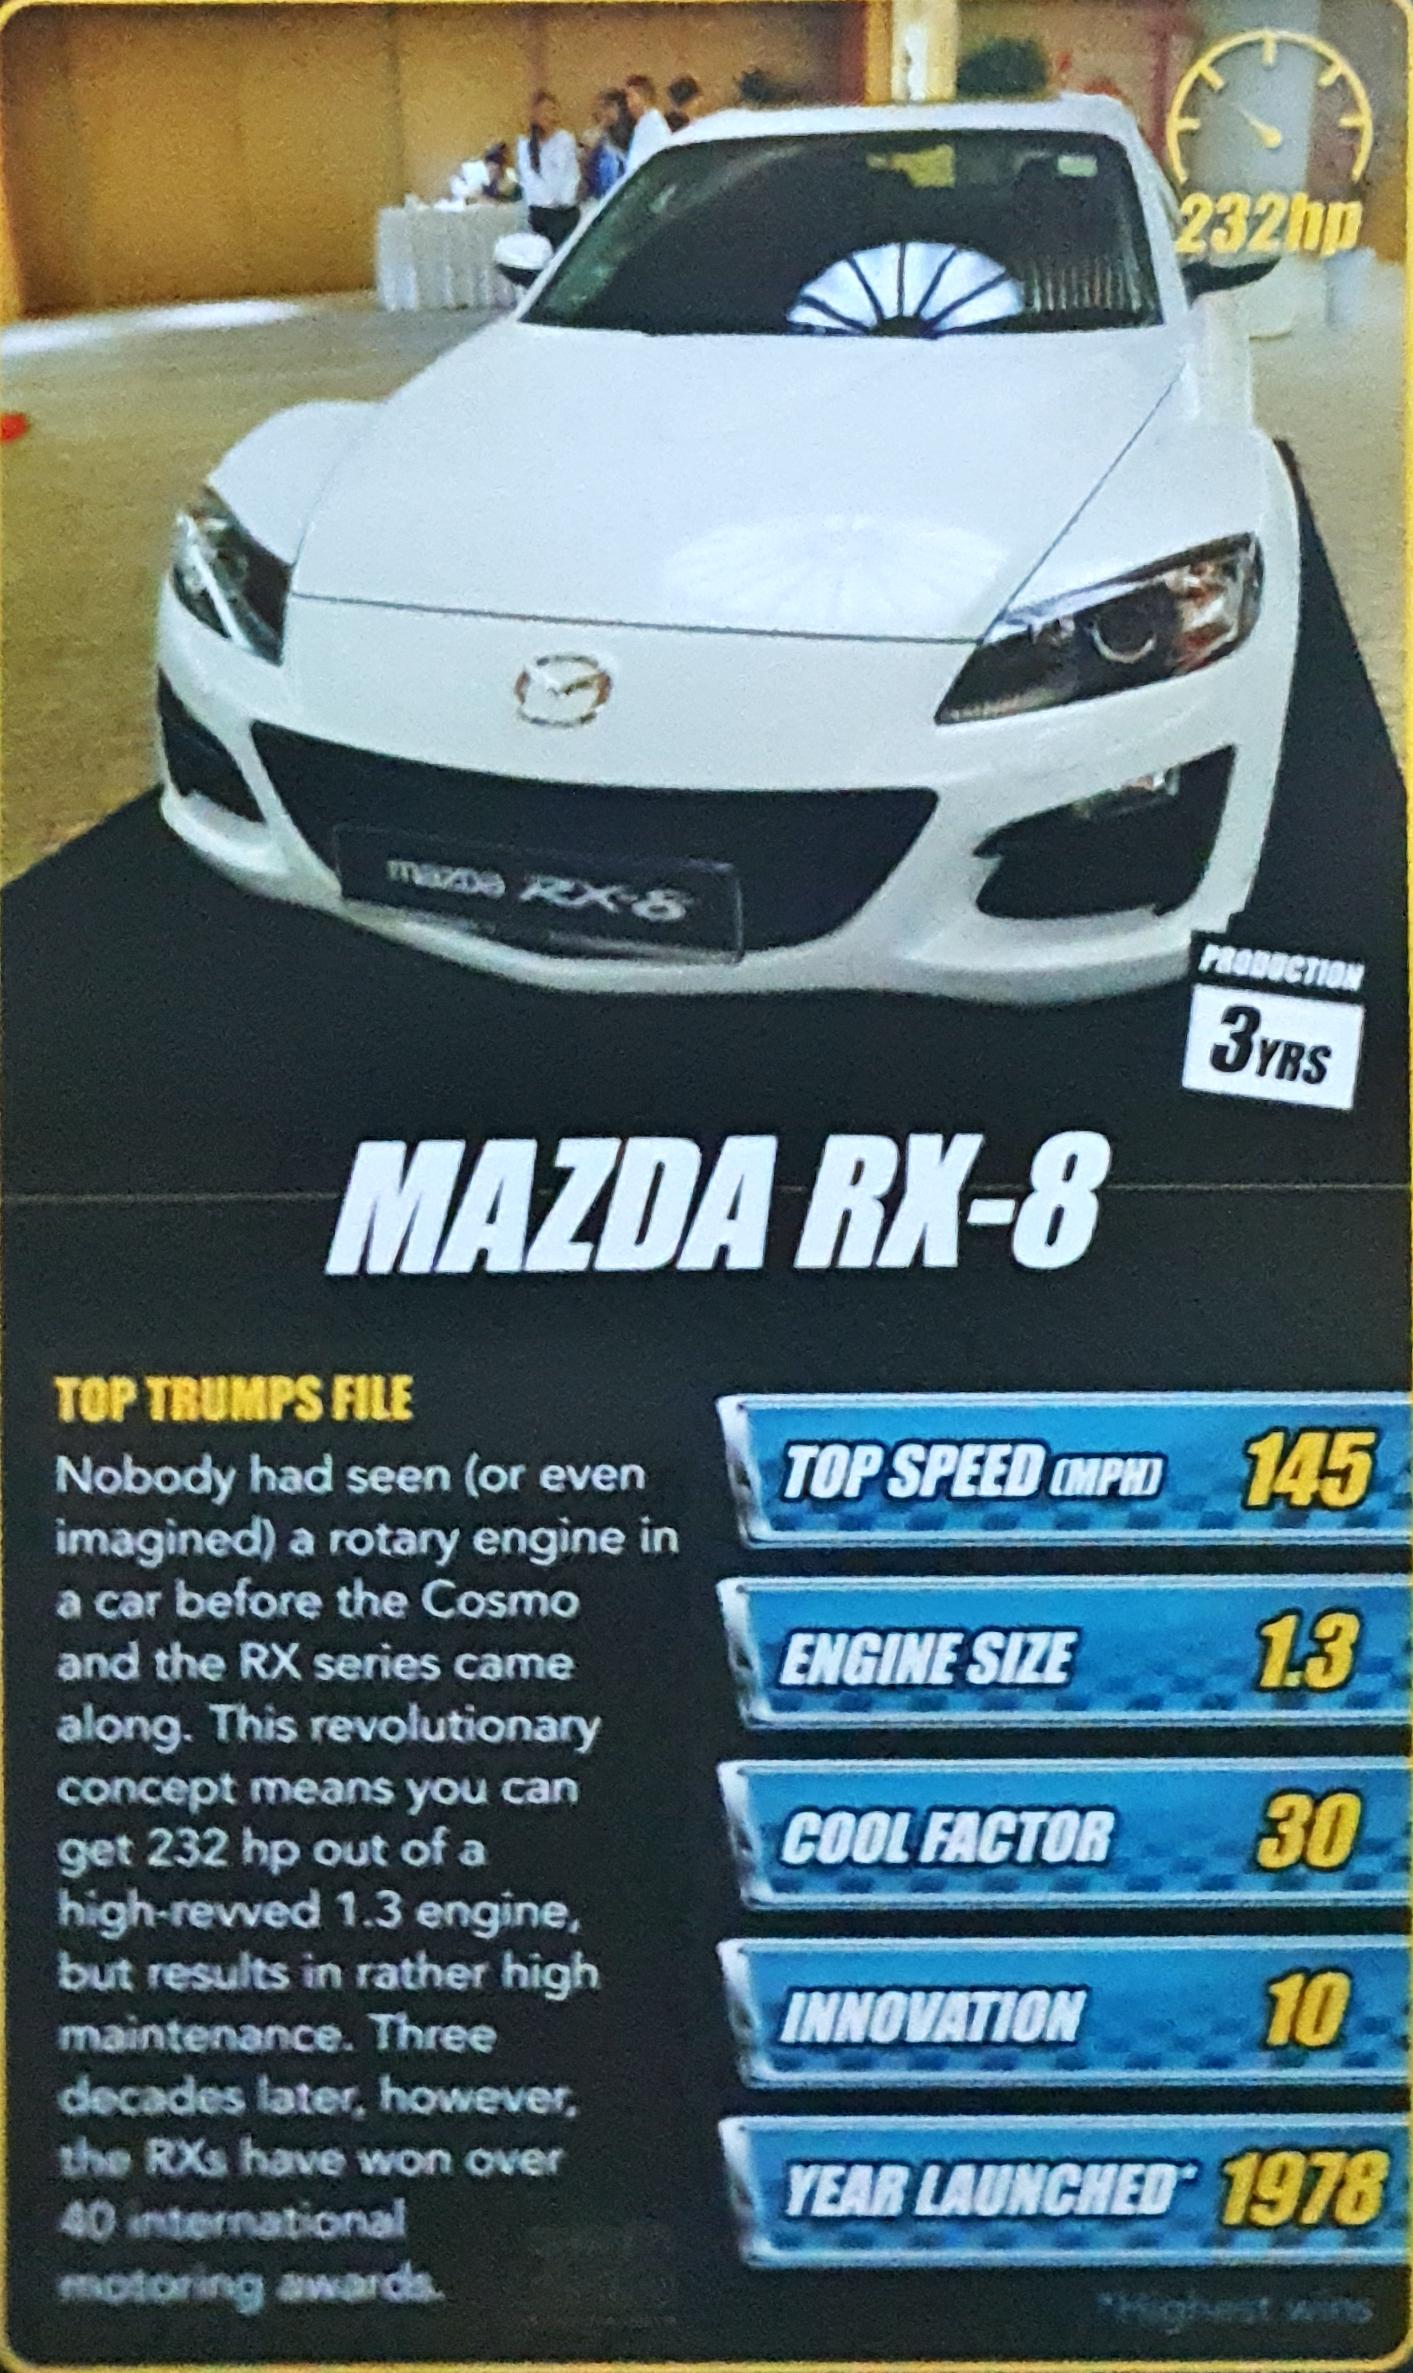 232hp
mazda RX-8
PRODUCTION
3YRS
MAZDA RX-8
TOP TRUMPS FILE
Nobody had seen (or even
imagined) a rotary engine in
a car before the Cosmo
and the RX series came
along. This revolutionary
concept means you can
get 232 hp out of a
high-revved 1.3 engine,
but results in rather high
maintenance. Three
decades later, however,
the RXs have won over
40 international
motoring awards.
TOP SPEED (MPH) 145
ENGINE SIZE 1.3
COOL FACTOR 30
INNOVATION 10
YEAR LAUNCHED* 1978
*Highest wins